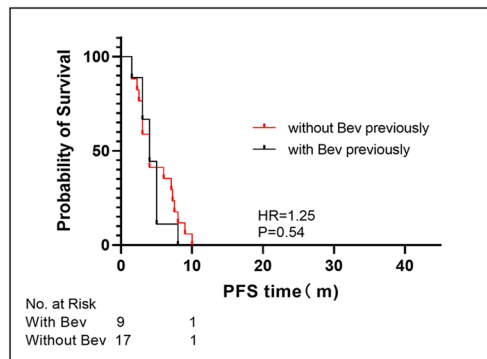 Probability of Survival
100
50
0
without Bev previously
with Bev previously
HR=1.25
P=0.54
0 10 20 30 40
PFS time( m)
No. at Risk
With Bev 9 1
Without Bev 17 1